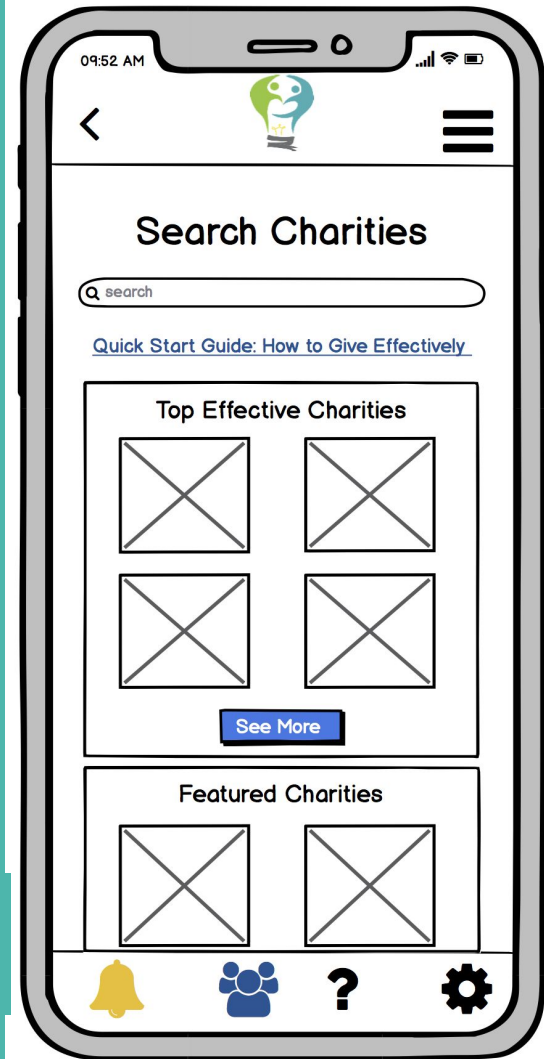 09:52 AM
Search Charities
search
Quick Start Guide: How to Give Effectively
Top Effective Charities
See More
Featured Charities
?